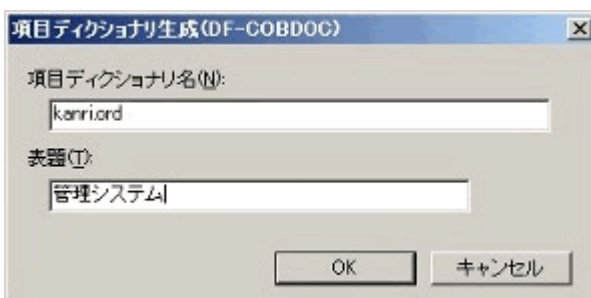 項目ディクショナリ生成(DF-COBDOC)
項目ディクショナリ名(N):
kanri.ord
表題(T):
管理システム
OK
キャンセル